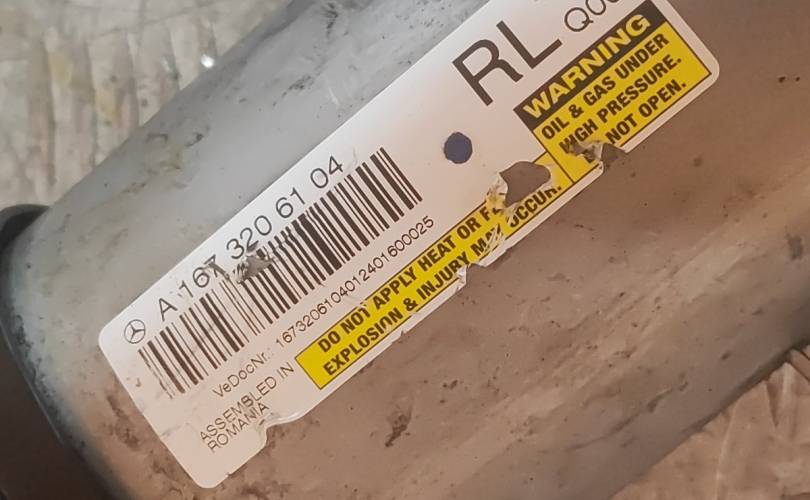 RL
WARNING
OIL & GAS UNDER
HIGH PRESSURE.
NOT OPEN.
A 167 320 61 04
VeDocNr.: 1673206104012401600025
DO NOT APPLY HEAT OR
EXPLOSION & INJURY MAY OCCUR.
ASSEMBLED IN
ROMANIA